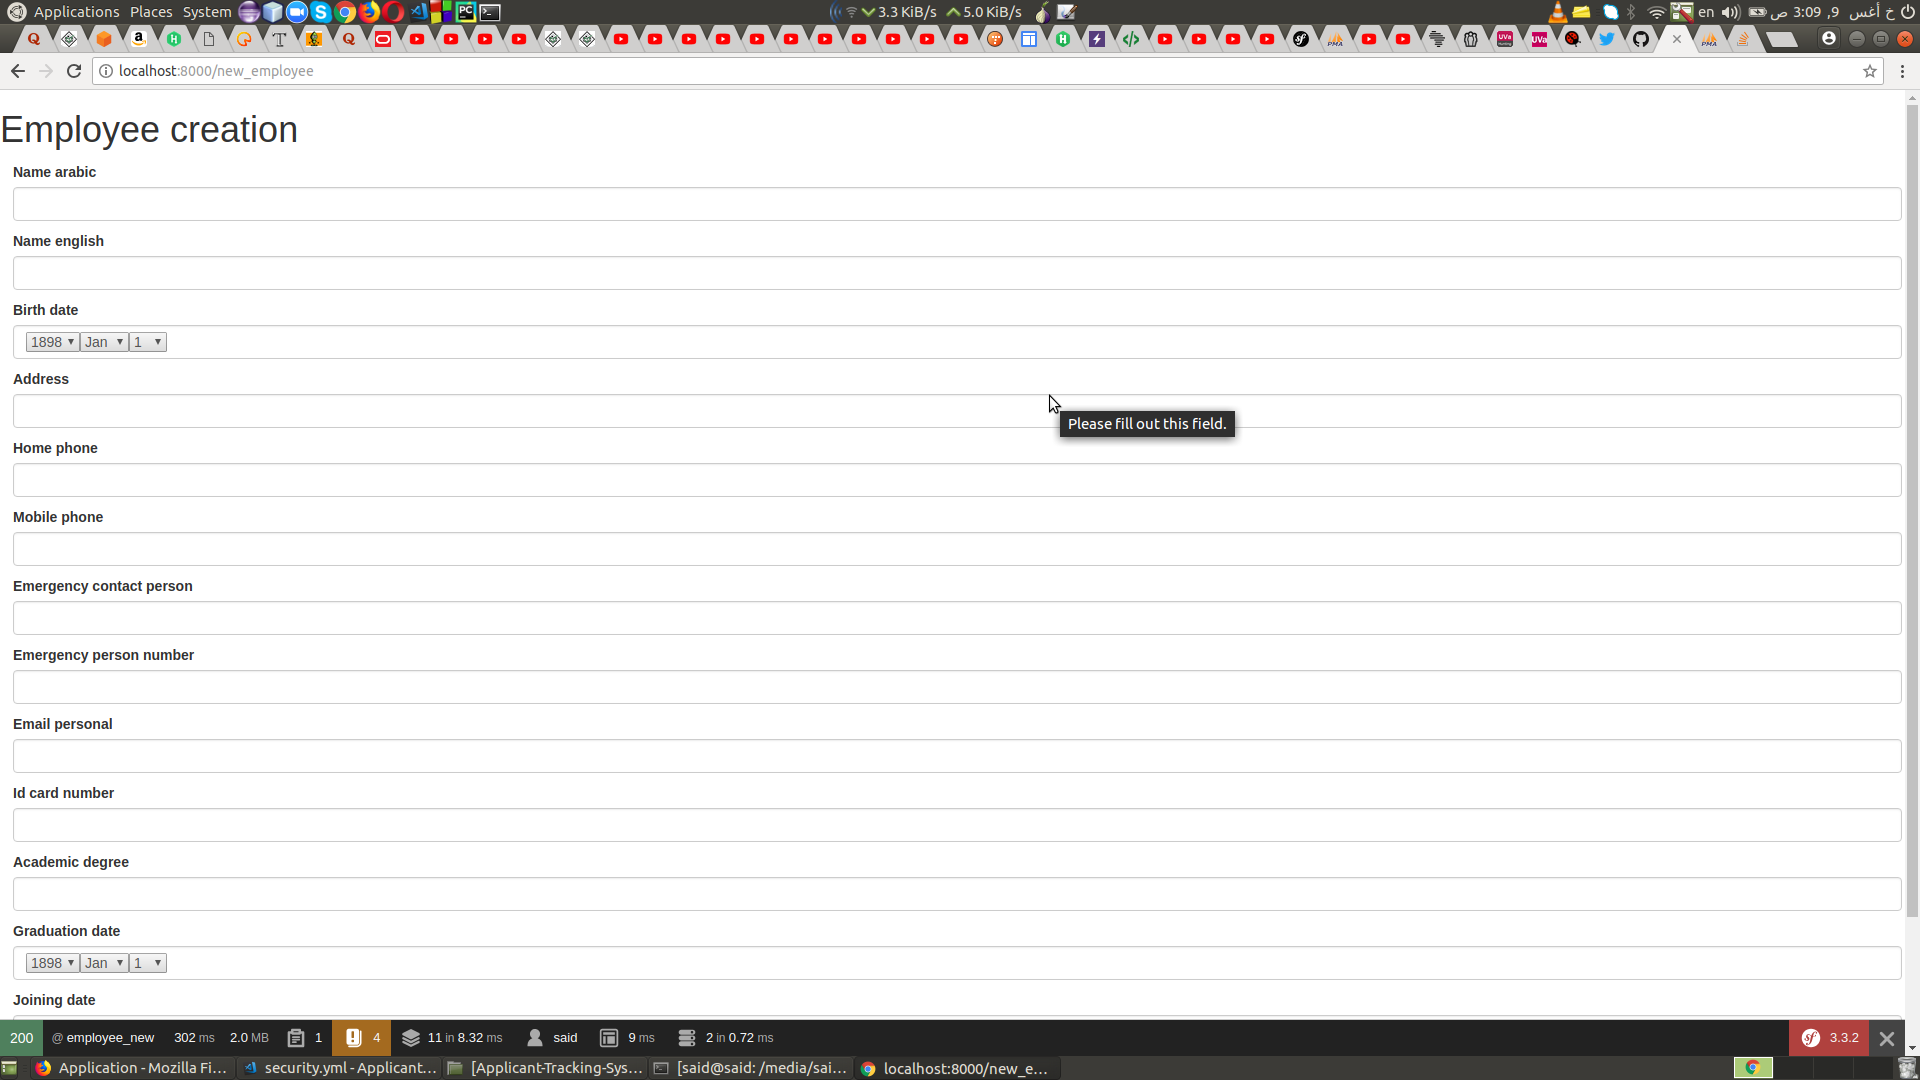 Applications Places System 3.3 KiB/s 5.0 KiB/s en خ أغس 9, 3:09 ص
localhost:8000/new_employee
Employee creation
Name arabic
Name english
Birth date
1898 Jan 1
Address
Please fill out this field.
Home phone
Mobile phone
Emergency contact person
Emergency person number
Email personal
Id card number
Academic degree
Graduation date
1898 Jan 1
Joining date
200 @ employee_new 302 ms 2.0 MB 1 4 11 in 8.32 ms said 9 ms 2 in 0.72 ms 3.3.2
Application - Mozilla Fi... security.yml - Applicant... [Applicant-Tracking-Sys... [said@said: /media/sai... localhost:8000/new_e...